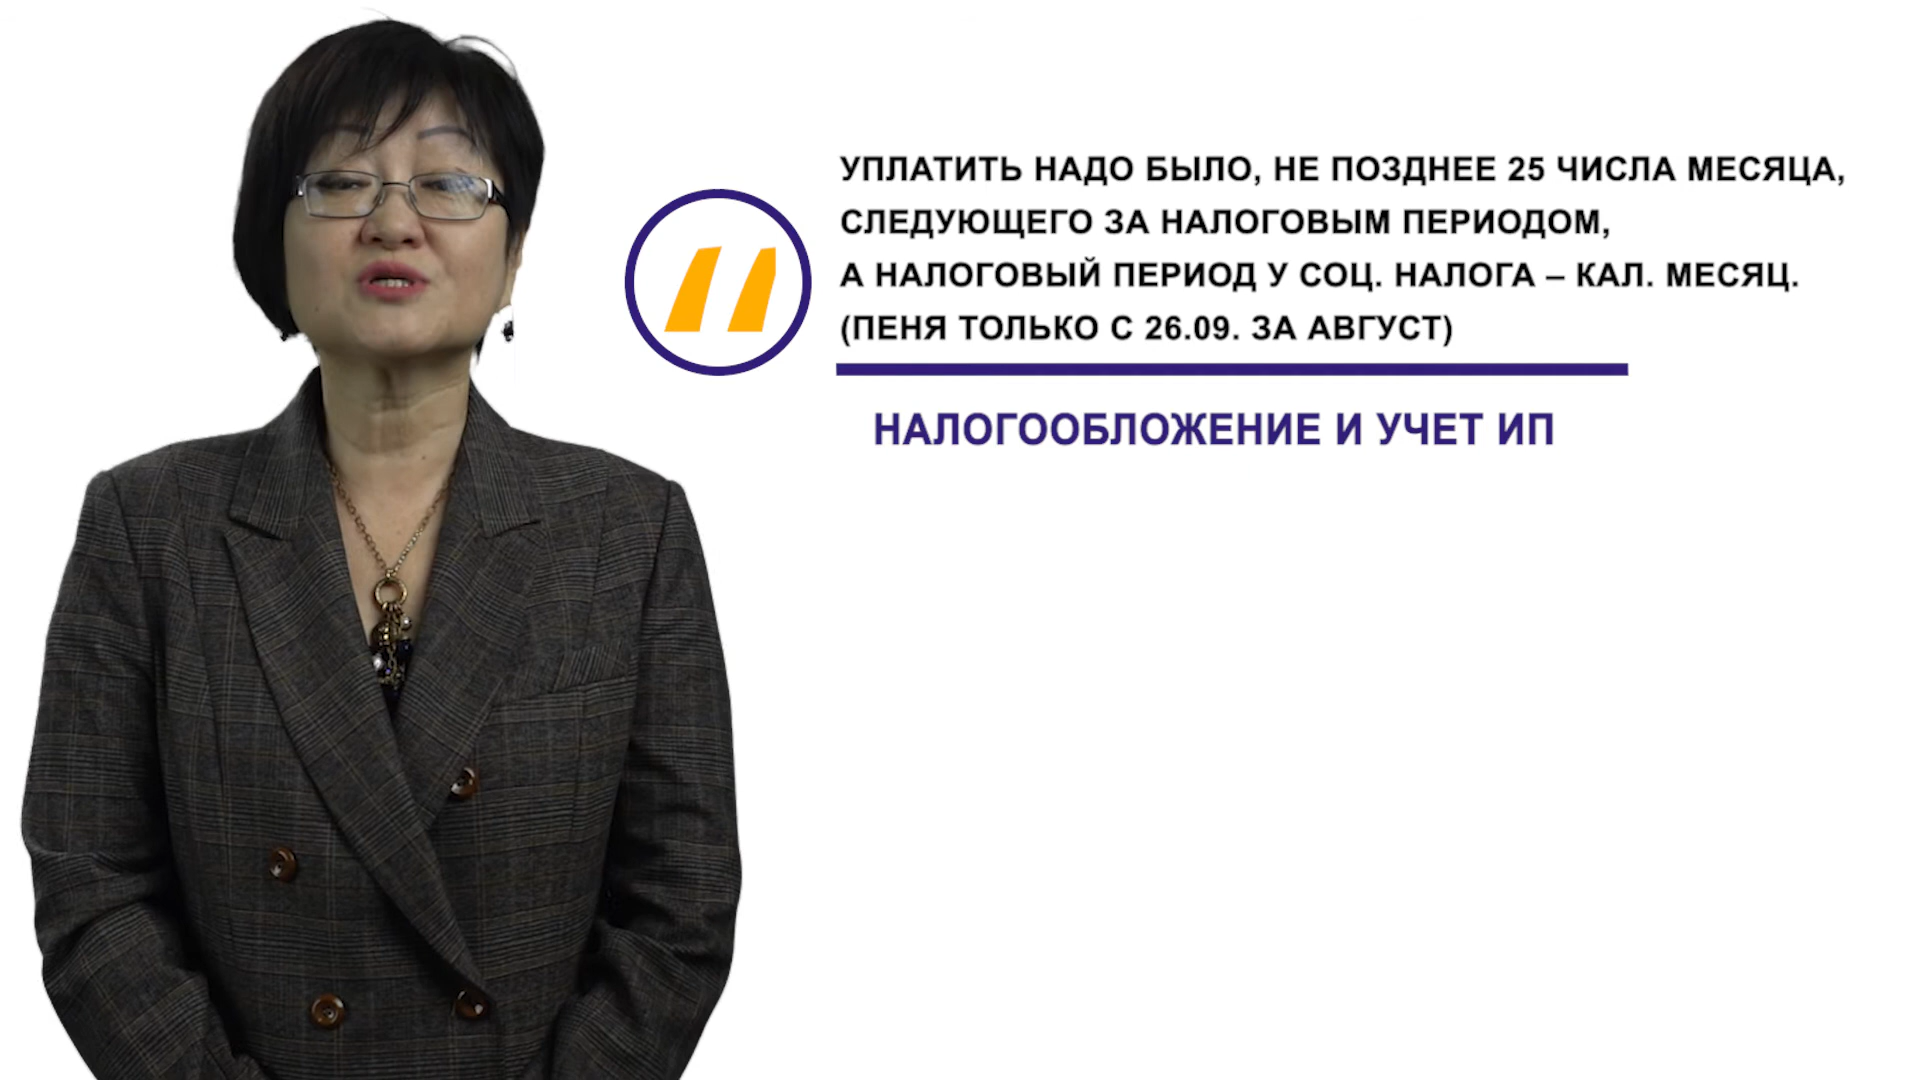 УПЛАТИТЬ НАДО БЫЛО, НЕ ПОЗДНЕЕ 25 ЧИСЛА МЕСЯЦА,
СЛЕДУЮЩЕГО ЗА НАЛОГОВЫМ ПЕРИОДОМ,
А НАЛОГОВЫЙ ПЕРИОД У СОЦ. НАЛОГА – КАЛ. МЕСЯЦ.
(ПЕНЯ ТОЛЬКО С 26.09. ЗА АВГУСТ)
НАЛОГООБЛОЖЕНИЕ И УЧЕТ ИП